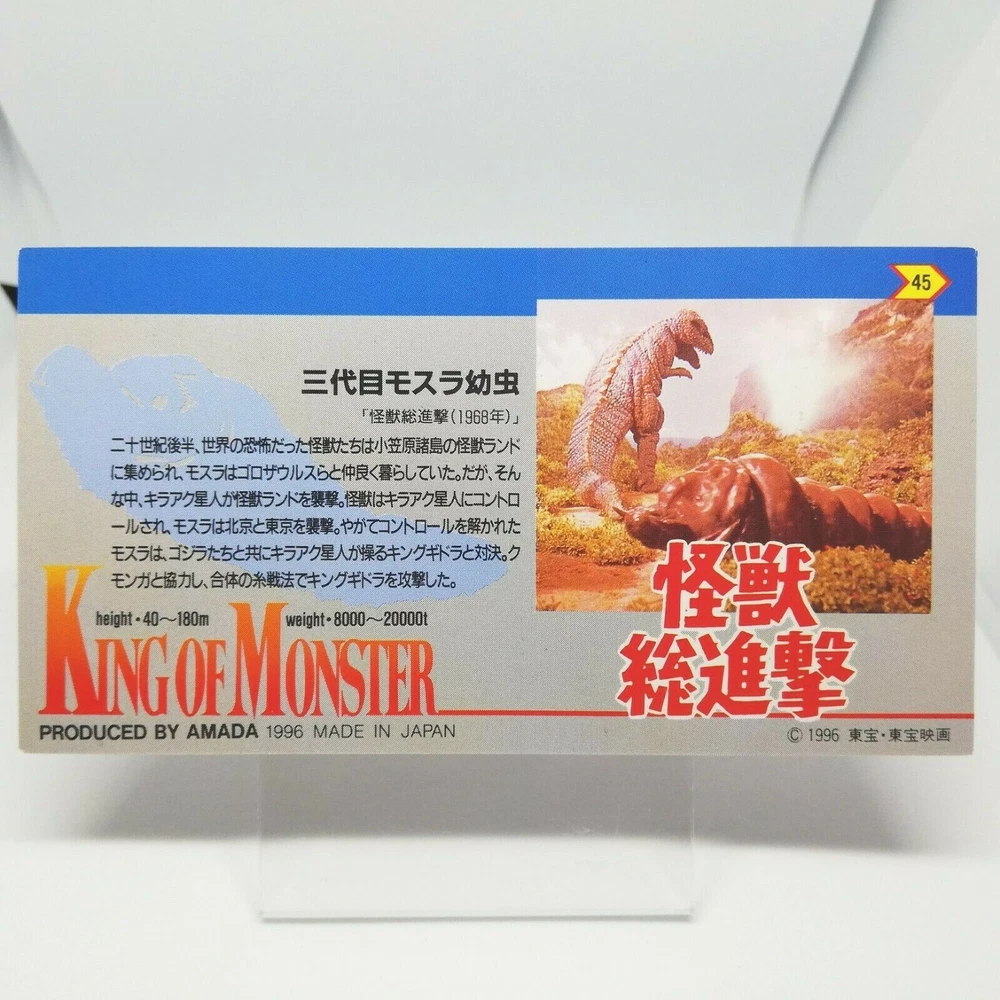 45
三代目モスラ幼虫
「怪獣総進撃(1968年)」
二十世紀後半、世界の恐怖だった怪獣たちは小笠原諸島の怪獣ランド
に集められ、モスラはゴロザウルスらと仲良く暮らしていた。だが、そん
な中、キラアク星人が怪獣ランドを襲撃。怪獣はキラアク星人にコントロ
ールされ、モスラは北京と東京を襲撃。やがてコントロールを解かれた
モスラは、ゴジラたちと共にキラアク星人が操るキングギドラと対決。ク
モンガと協力し、合体の糸戦法でキングギドラを攻撃した。
height・40〜180m weight・8000〜20000t
KING OF MONSTER
怪獣
総進撃
PRODUCED BY AMADA 1996 MADE IN JAPAN
© 1996 東宝・東宝映画